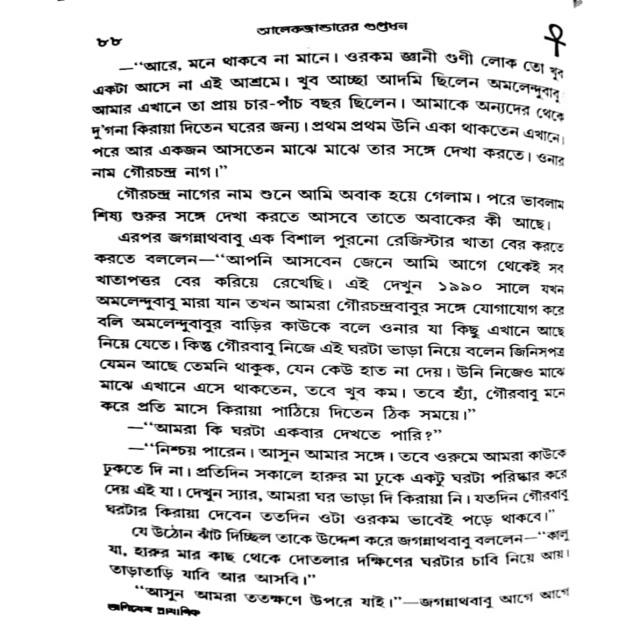 ৮৮
আলেকজান্ডারের গুপ্তধন
—“আরে, মনে থাকবে না মানে। ওরকম জ্ঞানী গুণী লোক তো খুব
একটা আসে না এই আশ্রমে। খুব আচ্ছা আদমি ছিলেন অমলেন্দুবাবু
আমার এখানে তা প্রায় চার-পাঁচ বছর ছিলেন। আমাকে অন্যদের থেকে
দু’গনা কিরায়া দিতেন ঘরের জন্য। প্রথম প্রথম উনি একা থাকতেন এখানে।
পরে আর একজন আসতেন মাঝে মাঝে তার সঙ্গে দেখা করতে। ওনার
নাম গৌরচন্দ্র নাগ।”
গৌরচন্দ্র নাগের নাম শুনে আমি অবাক হয়ে গেলাম। পরে ভাবলাম
শিষ্য গুরুর সঙ্গে দেখা করতে আসবে তাতে অবাকের কী আছে।
এরপর জগন্নাথবাবু এক বিশাল পুরনো রেজিস্টার খাতা বের করতে
করতে বললেন—“আপনি আসবেন জেনে আমি আগে থেকেই সব
খাতাপত্তর বের করিয়ে রেখেছি। এই দেখুন ১৯৯০ সালে যখন
অমলেন্দুবাবু মারা যান তখন আমরা গৌরচন্দ্রবাবুর সঙ্গে যোগাযোগ করে
বলি অমলেন্দুবাবুর বাড়ির কাউকে বলে ওনার যা কিছু এখানে আছে
নিয়ে যেতে। কিন্তু গৌরবাবু নিজে এই ঘরটা ভাড়া নিয়ে বলেন জিনিসপত্র
যেমন আছে তেমনি থাকুক, যেন কেউ হাত না দেয়। উনি নিজেও মাঝে
মাঝে এখানে এসে থাকতেন, তবে খুব কম। তবে হ্যাঁ, গৌরবাবু মনে
করে প্রতি মাসে কিরায়া পাঠিয়ে দিতেন ঠিক সময়ে।”
—“আমরা কি ঘরটা একবার দেখতে পারি?”
—“নিশ্চয় পারেন। আসুন আমার সঙ্গে। তবে ওরুমে আমরা কাউকে
ঢুকতে দি না। প্রতিদিন সকালে হারুর মা ঢুকে একটু ঘরটা পরিষ্কার করে
দেয় এই যা। দেখুন স্যার, আমরা ঘর ভাড়া দি কিরায়া নি। যতদিন গৌরবাবু
ঘরটার কিরায়া দেবেন ততদিন ওটা ওরকম ভাবেই পড়ে থাকবে।”
যে উঠোন ঝাঁট দিচ্ছিল তাকে উদ্দেশ করে জগন্নাথবাবু বললেন—“কালু
যা, হারুর মার কাছ থেকে দোতলার দক্ষিণের ঘরটার চাবি নিয়ে আয়।
তাড়াতাড়ি যাবি আর আসবি।”
“আসুন আমরা ততক্ষণে উপরে যাই।”—জগন্নাথবাবু আগে আগে